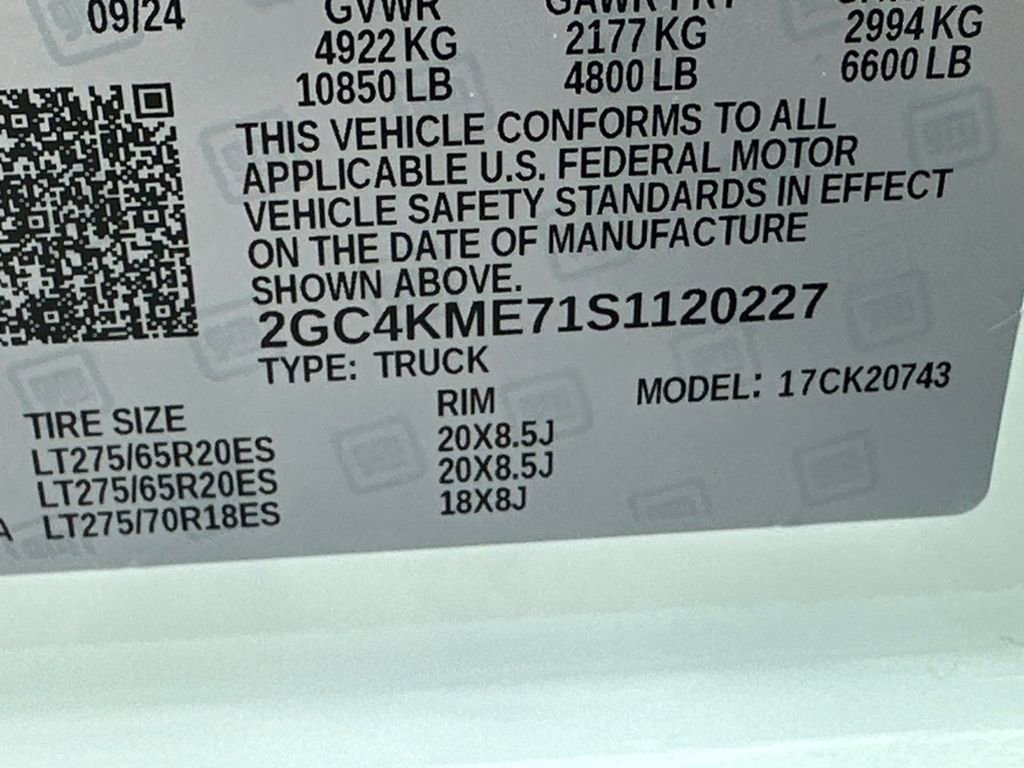 09/24 GVWR GAWR FRT
4922 KG 2177 KG 2994 KG
10850 LB 4800 LB 6600 LB
THIS VEHICLE CONFORMS TO ALL
APPLICABLE U.S. FEDERAL MOTOR
VEHICLE SAFETY STANDARDS IN EFFECT
ON THE DATE OF MANUFACTURE
SHOWN ABOVE.
2GC4KME71S1120227
TYPE: TRUCK
MODEL: 17CK20743
TIRE SIZE RIM
LT275/65R20ES 20X8.5J
LT275/65R20ES 20X8.5J
LT275/70R18ES 18X8J